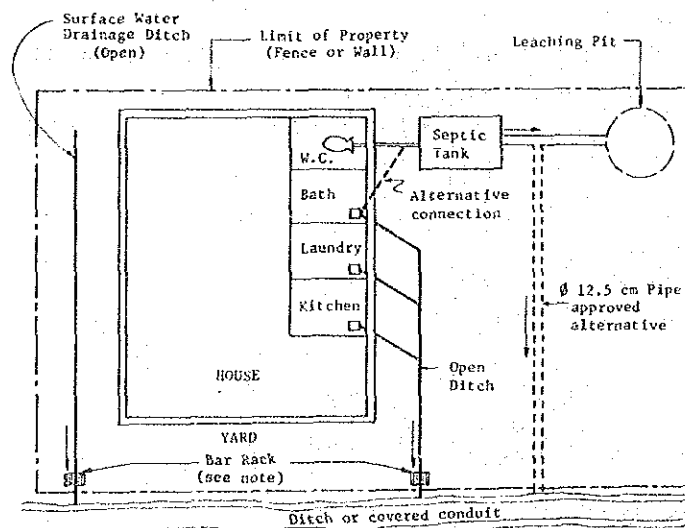 Surface Water
Drainage Ditch
(Open)
Limit of Property
(Fence or Wall)
Leaching Pit
Septic
Tank
W.C.
Bath
Alternative
connection
Laundry
Kitchen
Ø 12.5 cm Pipe
approved
alternative
HOUSE
Open
Ditch
YARD
Bar Rack
(see note)
Ditch or covered conduit